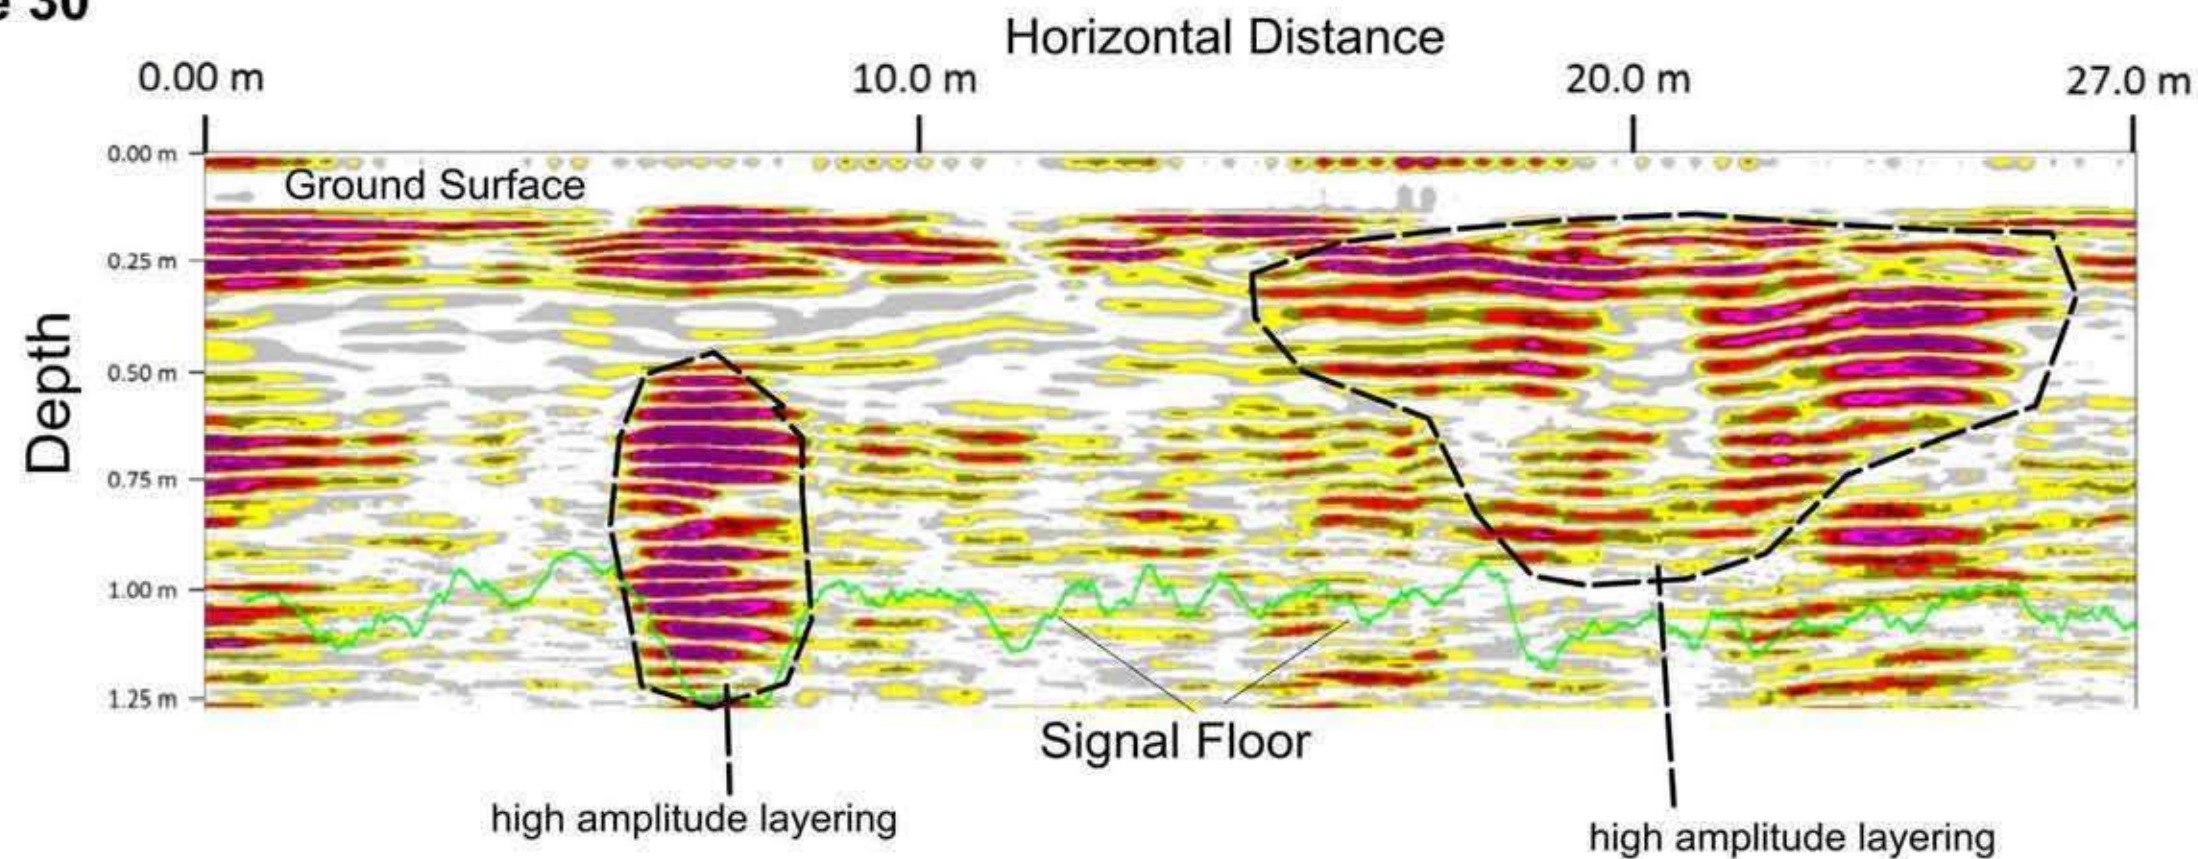 e 30
Horizontal Distance
0.00 m 10.0 m 20.0 m 27.0 m
0.00 m
Ground Surface
0.25 m
0.50 m
Depth
0.75 m
1.00 m
1.25 m
Signal Floor
high amplitude layering
high amplitude layering